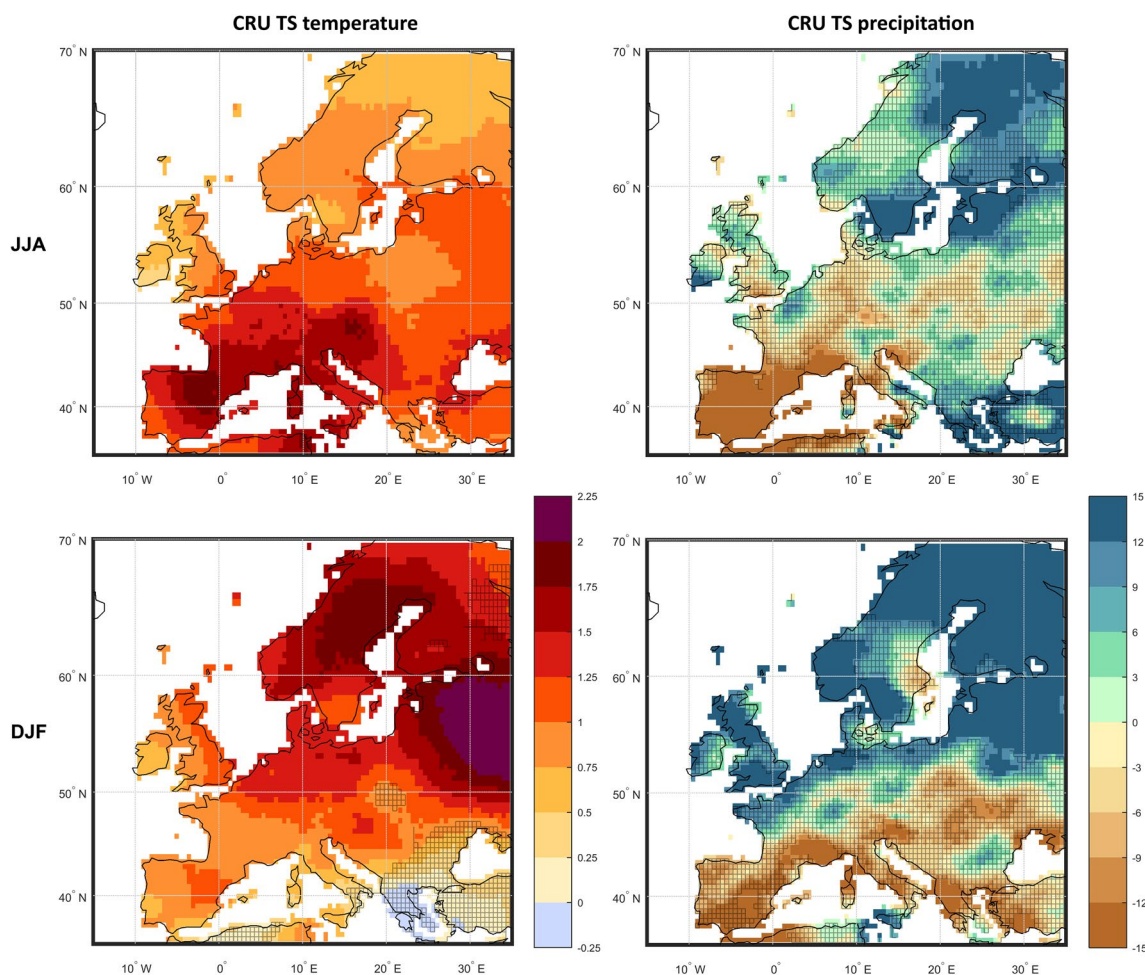 CRU TS temperature
CRU TS precipitation
JJA
70° N
60° N
50° N
40° N
10° W
0°
10° E
20° E
30° E
70° N
60° N
50° N
40° N
10° W
0°
10° E
20° E
30° E
DJF
70° N
60° N
50° N
40° N
10° W
0°
10° E
20° E
30° E
2.25
2
1.75
1.5
1.25
1
0.75
0.5
0.25
0
-0.25
70° N
60° N
50° N
40° N
10° W
0°
10° E
20° E
30° E
15
12
9
6
3
0
-3
-6
-9
-12
-15